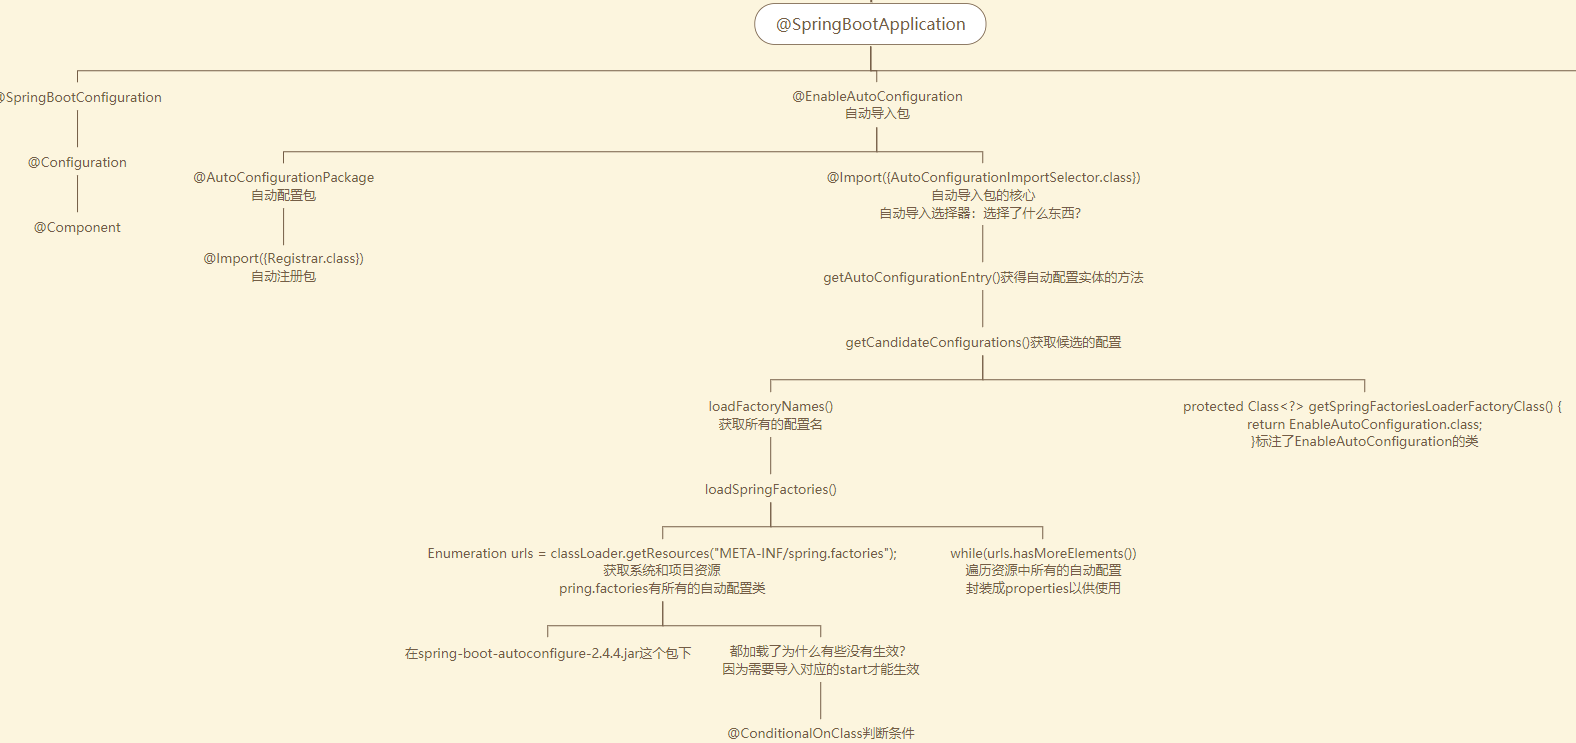 @SpringBootApplication
@SpringBootConfiguration
@EnableAutoConfiguration
自动导入包
@Configuration
@AutoConfigurationPackage
自动配置包
@Import({AutoConfigurationImportSelector.class})
自动导入包的核心
自动导入选择器：选择了什么东西？
@Component
@Import({Registrar.class})
自动注册包
getAutoConfigurationEntry()获得自动配置实体的方法
getCandidateConfigurations()获取候选的配置
loadFactoryNames()
获取所有的配置名
protected Class<?> getSpringFactoriesLoaderFactoryClass() {
return EnableAutoConfiguration.class;
}标注了EnableAutoConfiguration的类
loadSpringFactories()
Enumeration urls = classLoader.getResources("META-INF/spring.factories");
获取系统和项目资源
pring.factories有所有的自动配置类
while(urls.hasMoreElements())
遍历资源中所有的自动配置
封装成properties以供使用
在spring-boot-autoconfigure-2.4.4.jar这个包下
都加载了为什么有些没有生效？
因为需要导入对应的start才能生效
@ConditionalOnClass判断条件